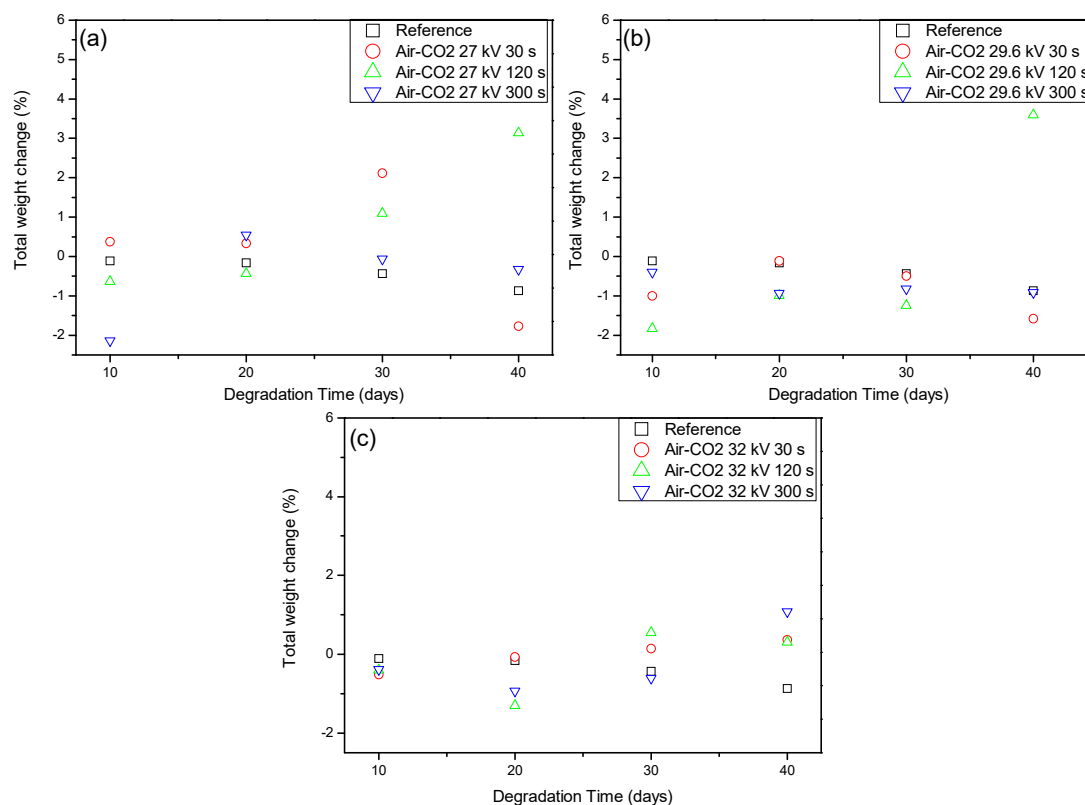 (a)
Reference
Air-CO2 27 kV 30 s
Air-CO2 27 kV 120 s
Air-CO2 27 kV 300 s
6
5
4
3
2
1
0
-1
-2
10 20 30 40
Total weight change (%)
Degradation Time (days)
(b)
Reference
Air-CO2 29.6 kV 30 s
Air-CO2 29.6 kV 120 s
Air-CO2 29.6 kV 300 s
6
5
4
3
2
1
0
-1
-2
10 20 30 40
Total weight change (%)
Degradation Time (days)
(c)
Reference
Air-CO2 32 kV 30 s
Air-CO2 32 kV 120 s
Air-CO2 32 kV 300 s
6
4
2
0
-2
10 20 30 40
Total weight change (%)
Degradation Time (days)